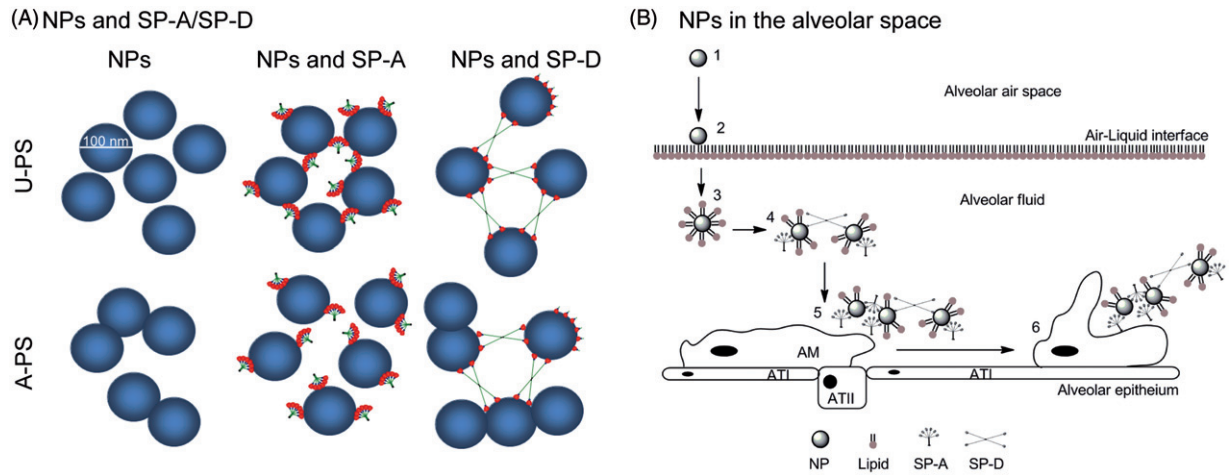 (A) NPs and SP-A/SP-D
NPs
NPs and SP-A
NPs and SP-D
U-PS
100 nm
A-PS
(B) NPs in the alveolar space
1
Alveolar air space
2
Air-Liquid interface
3
Alveolar fluid
4
5
6
AM
ATI
ATII
ATI
Alveolar epitheium
NP
Lipid
SP-A
SP-D